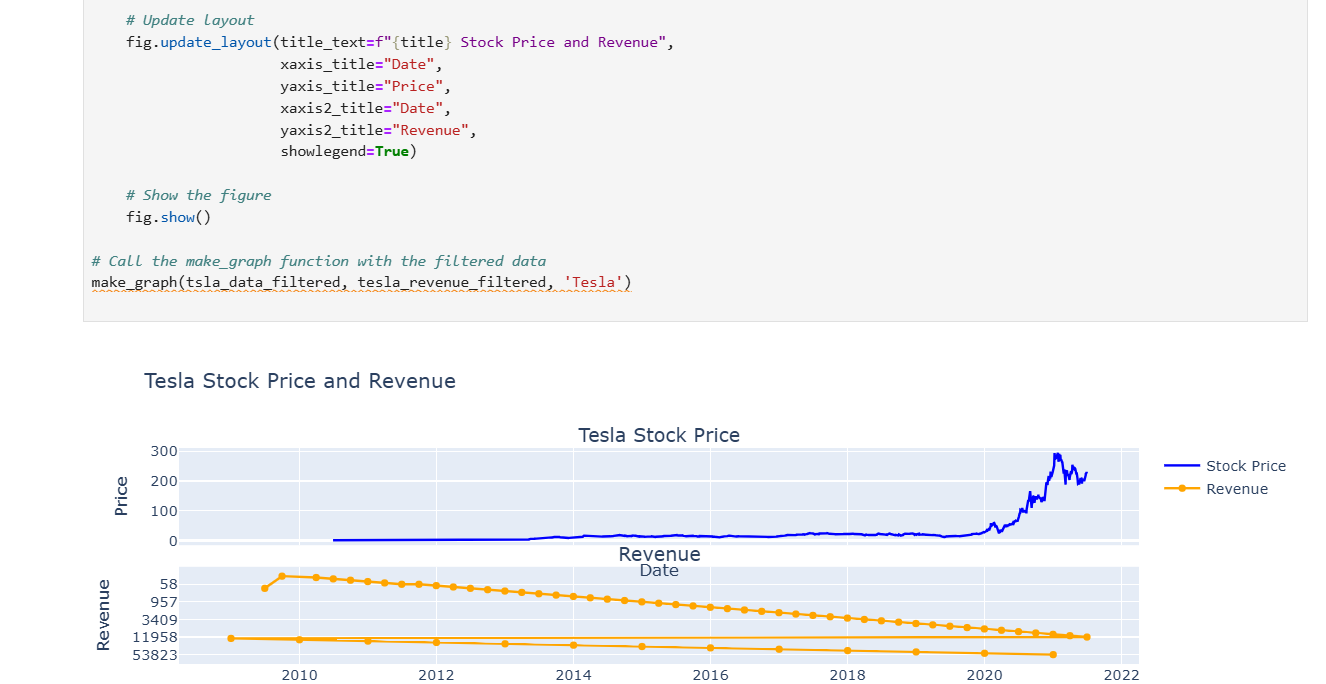 # Update layout
fig.update_layout(title_text=f"{title} Stock Price and Revenue",
xaxis_title="Date",
yaxis_title="Price",
xaxis2_title="Date",
yaxis2_title="Revenue",
showlegend=True)
# Show the figure
fig.show()
# Call the make_graph function with the filtered data
make_graph(tsla_data_filtered, tesla_revenue_filtered, 'Tesla')
Tesla Stock Price and Revenue
Tesla Stock Price
300
200
100
0
Price
Stock Price
Revenue
Revenue
Date
58
957
3409
11958
53823
Revenue
2010 2012 2014 2016 2018 2020 2022